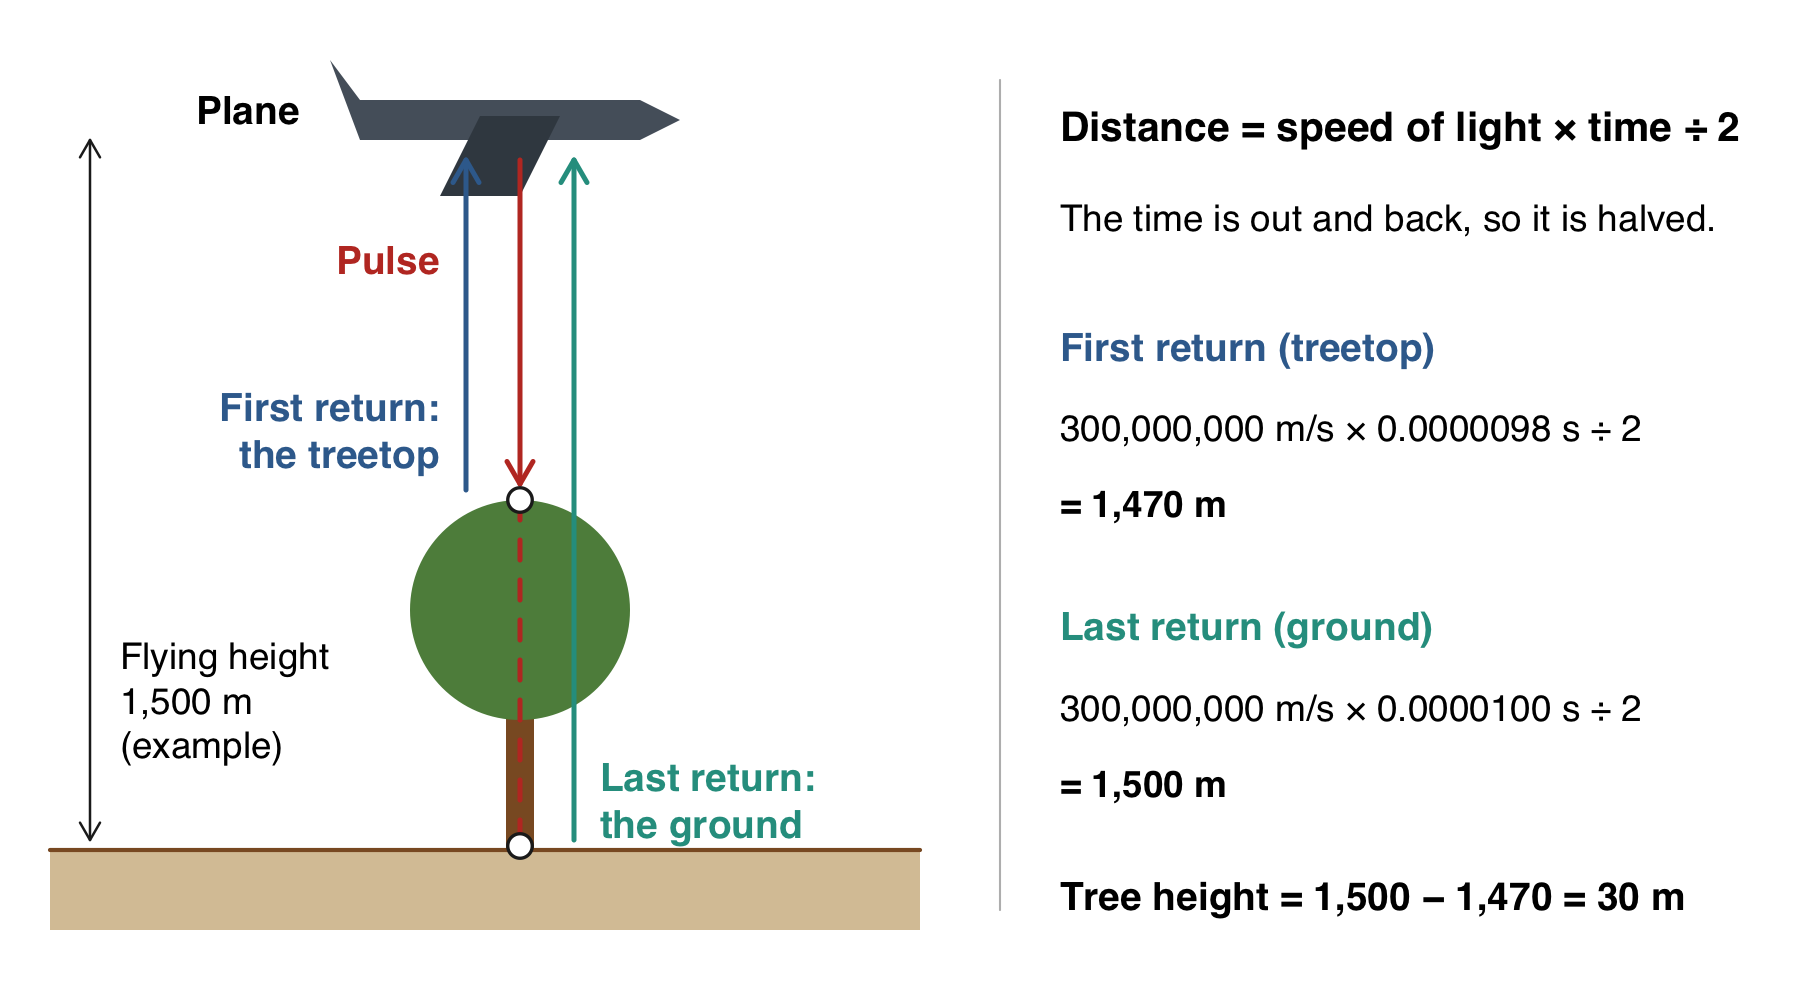 Plane
Pulse
First return:
the treetop
Flying height
1,500 m
(example)
Last return:
the ground
Distance = speed of light × time ÷ 2
The time is out and back, so it is halved.
First return (treetop)
300,000,000 m/s × 0.0000098 s ÷ 2
= 1,470 m
Last return (ground)
300,000,000 m/s × 0.0000100 s ÷ 2
= 1,500 m
Tree height = 1,500 – 1,470 = 30 m